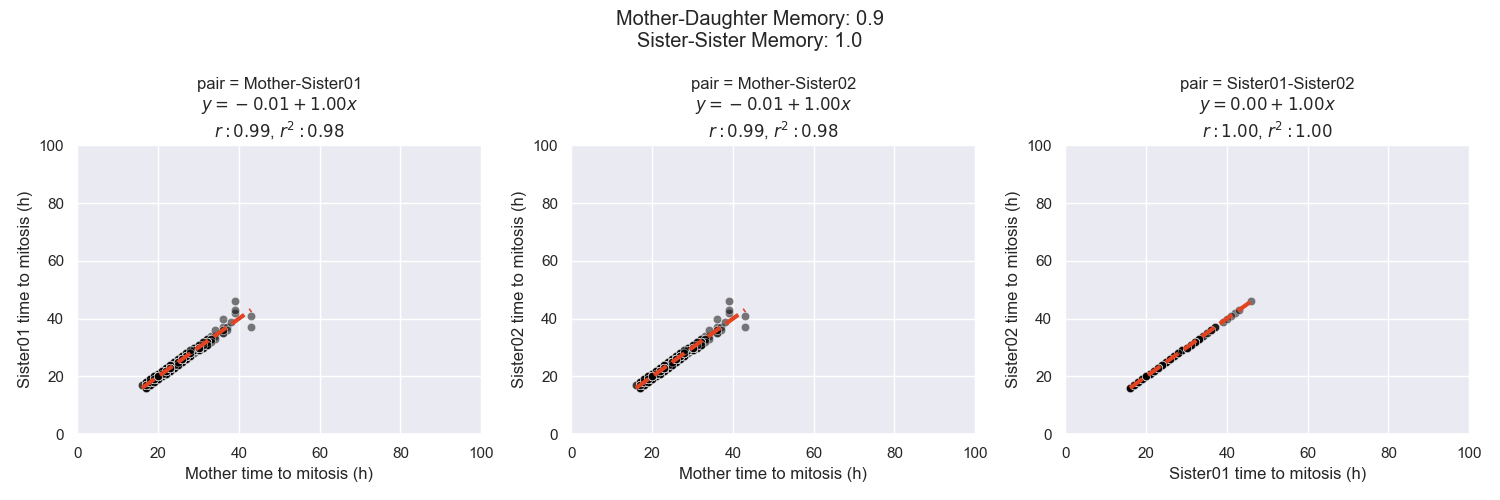 Mother-Daughter Memory: 0.9
Sister-Sister Memory: 1.0
pair = Mother-Sister01
y = − 0.01 + 1.00x
r : 0.99, r² : 0.98
100
80
60
40
20
0
Sister01 time to mitosis (h)
0 20 40 60 80 100
Mother time to mitosis (h)
pair = Mother-Sister02
y = − 0.01 + 1.00x
r : 0.99, r² : 0.98
100
80
60
40
20
0
Sister02 time to mitosis (h)
0 20 40 60 80 100
Mother time to mitosis (h)
pair = Sister01-Sister02
y = 0.00 + 1.00x
r : 1.00, r² : 1.00
100
80
60
40
20
0
Sister02 time to mitosis (h)
0 20 40 60 80 100
Sister01 time to mitosis (h)